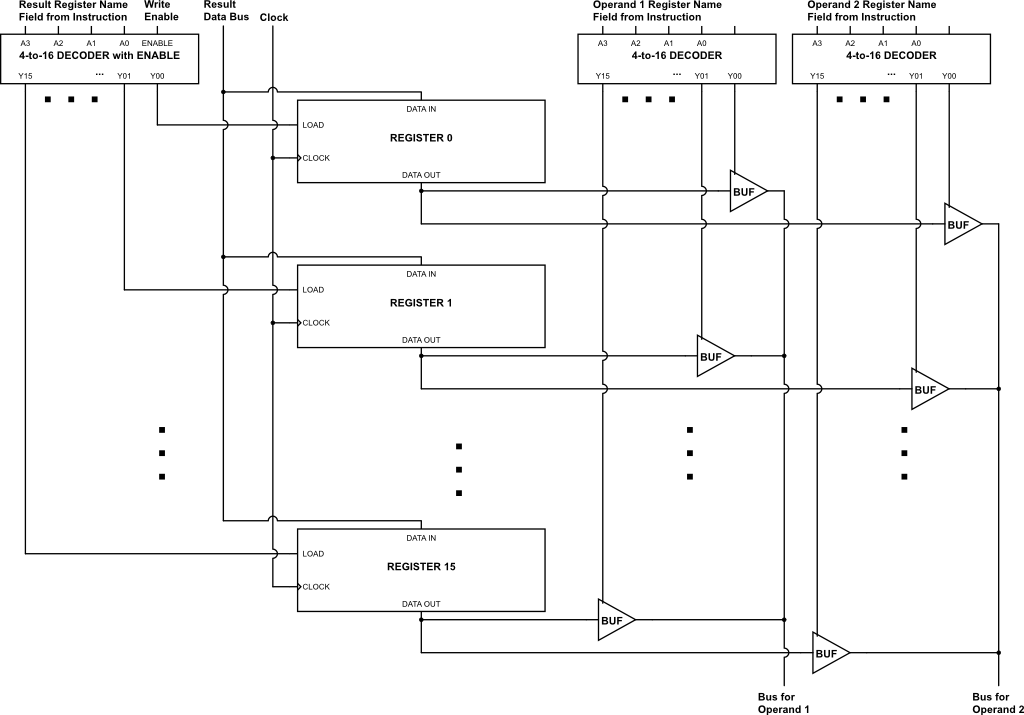 Result Register Name
Field from Instruction
Write
Enable
Result
Data Bus
Clock
Operand 1 Register Name
Field from Instruction
Operand 2 Register Name
Field from Instruction
A3 A2 A1 A0 ENABLE
4-to-16 DECODER with ENABLE
Y15 ... Y01 Y00
A3 A2 A1 A0
4-to-16 DECODER
Y15 ... Y01 Y00
A3 A2 A1 A0
4-to-16 DECODER
Y15 ... Y01 Y00
DATA IN
LOAD
REGISTER 0
CLOCK
DATA OUT
BUF
BUF
DATA IN
LOAD
REGISTER 1
CLOCK
DATA OUT
BUF
BUF
DATA IN
LOAD
REGISTER 15
CLOCK
DATA OUT
BUF
BUF
Bus for
Operand 1
Bus for
Operand 2